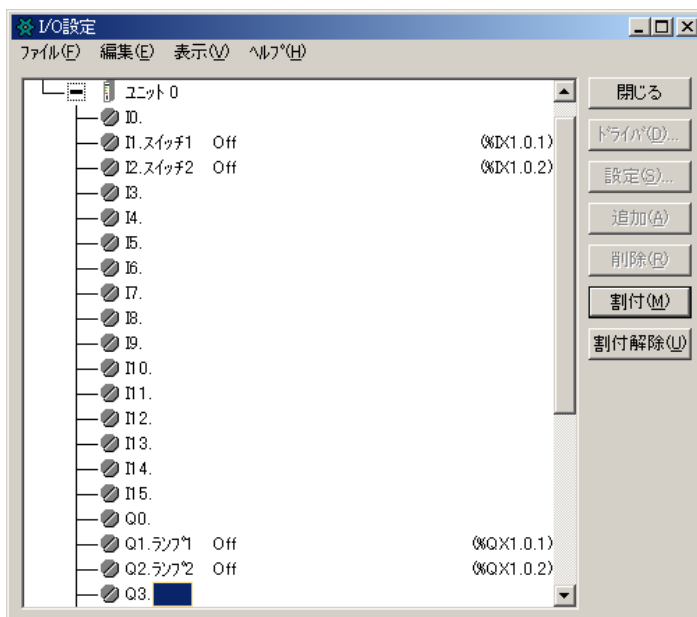 I/O設定
ファイル(F) 編集(E) 表示(V) ヘルプ(H)
ユニット 0
I0.
I1.スイッチ1 Off (%IX1.0.1)
I2.スイッチ2 Off (%IX1.0.2)
I3.
I4.
I5.
I6.
I7.
I8.
I9.
I10.
I11.
I12.
I13.
I14.
I15.
Q0.
Q1.ランプ1 Off (%QX1.0.1)
Q2.ランプ2 Off (%QX1.0.2)
Q3.
閉じる
ドライバ(D)...
設定(S)...
追加(A)
削除(R)
割付(M)
割付解除(U)